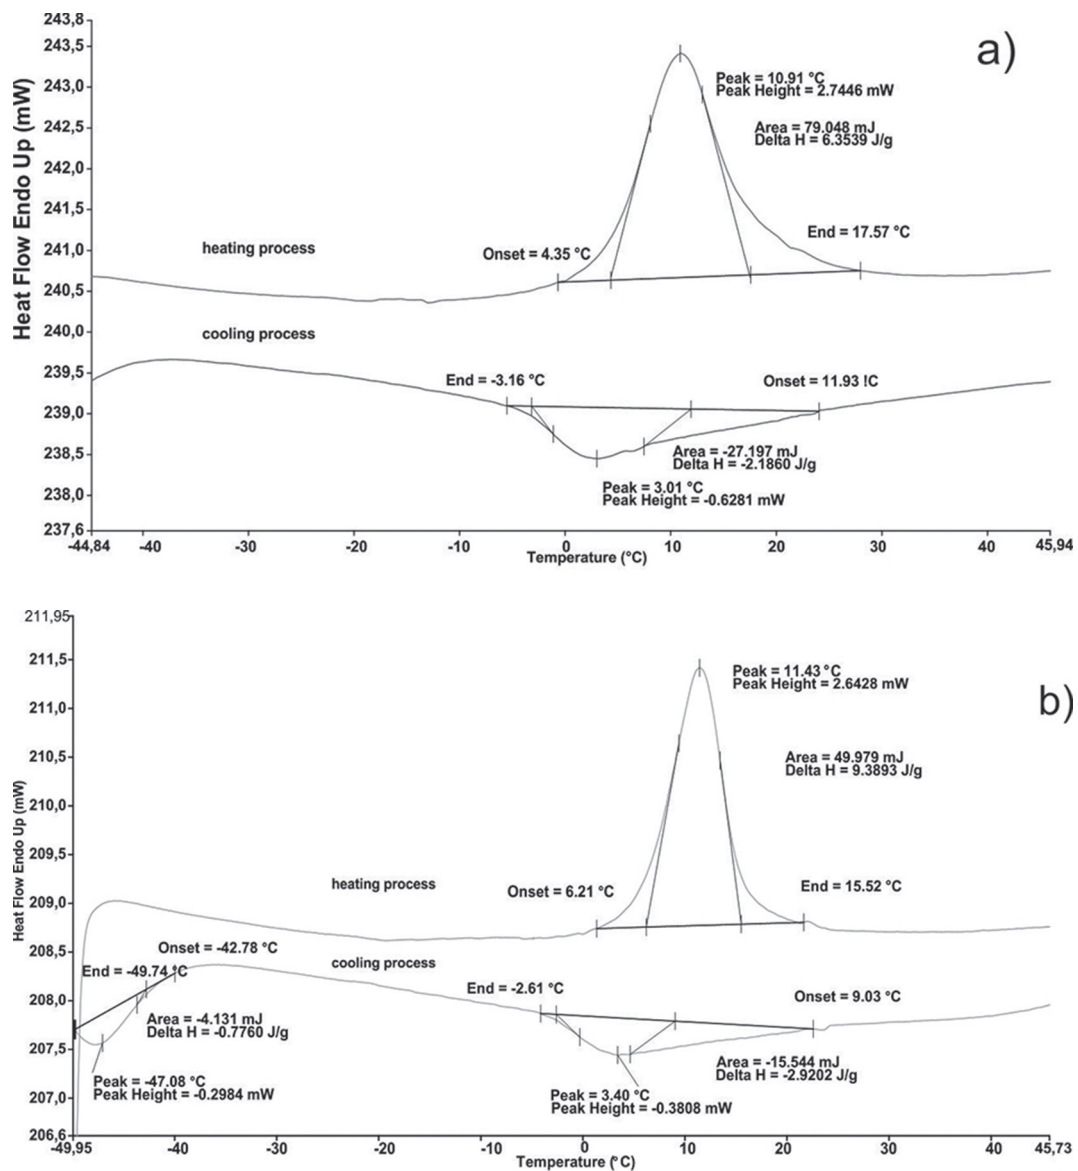 243,8
243,5
243,0
242,5
242,0
241,5
241,0
240,5
240,0
239,5
239,0
238,5
238,0
237,6
Heat Flow Endo Up (mW)
a)
Peak = 10.91 °C
Peak Height = 2.7446 mW
Area = 79.048 mJ
Delta H = 6.3539 J/g
End = 17.57 °C
Onset = 4.35 °C
heating process
cooling process
End = -3.16 °C
Onset = 11.93 !C
Area = -27.197 mJ
Delta H = -2.1860 J/g
Peak = 3.01 °C
Peak Height = -0.6281 mW
-44,84 -40 -30 -20 -10 0 10 20 30 40 45,94
Temperature (°C)
211,95
211,5
211,0
210,5
210,0
209,5
209,0
208,5
208,0
207,5
207,0
206,6
Heat Flow Endo Up (mW)
b)
Peak = 11.43 °C
Peak Height = 2.6428 mW
Area = 49.979 mJ
Delta H = 9.3893 J/g
heating process
Onset = 6.21 °C
End = 15.52 °C
Onset = -42.78 °C
End = -49.74 °C
cooling process
End = -2.61 °C
Onset = 9.03 °C
Area = -4.131 mJ
Delta H = -0.7760 J/g
Area = -15.544 mJ
Delta H = -2.9202 J/g
Peak = -47.08 °C
Peak Height = -0.2984 mW
Peak = 3.40 °C
Peak Height = -0.3808 mW
-49,95 -40 -30 -20 -10 0 10 20 30 40 45,73
Temperature (°C)